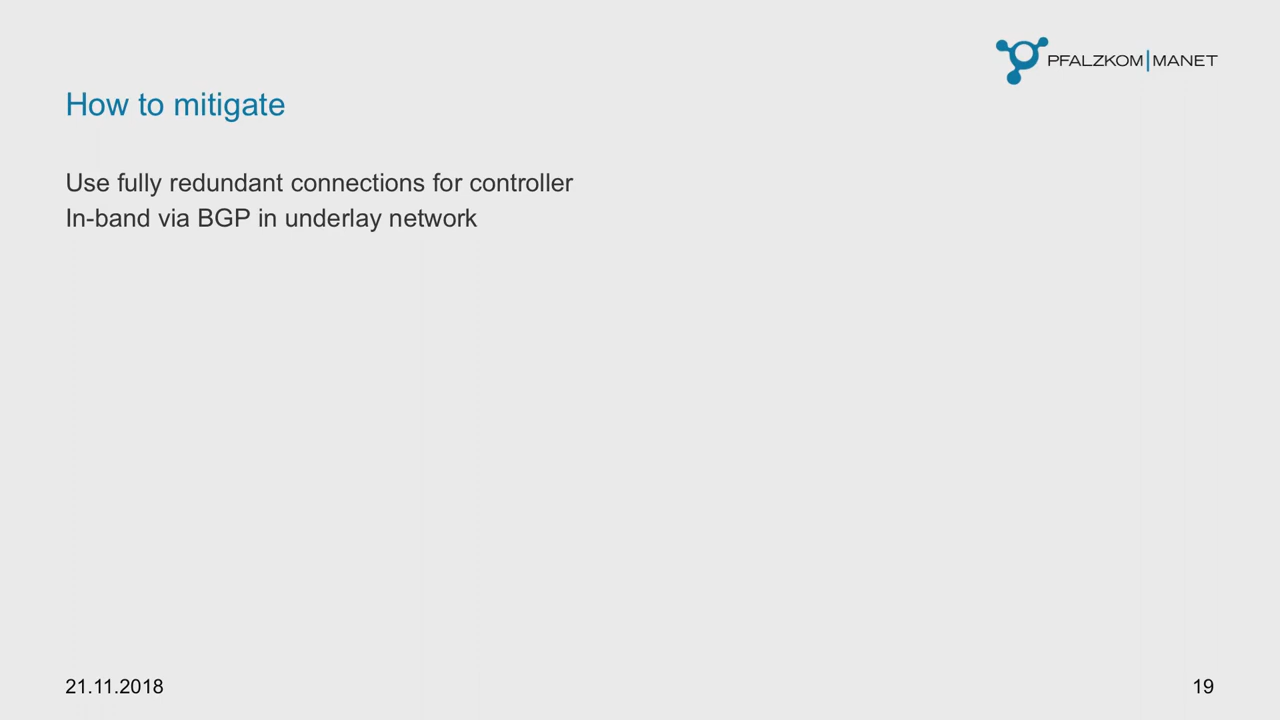 PFALZKOM|MANET
How to mitigate
Use fully redundant connections for controller
In-band via BGP in underlay network
21.11.2018
19